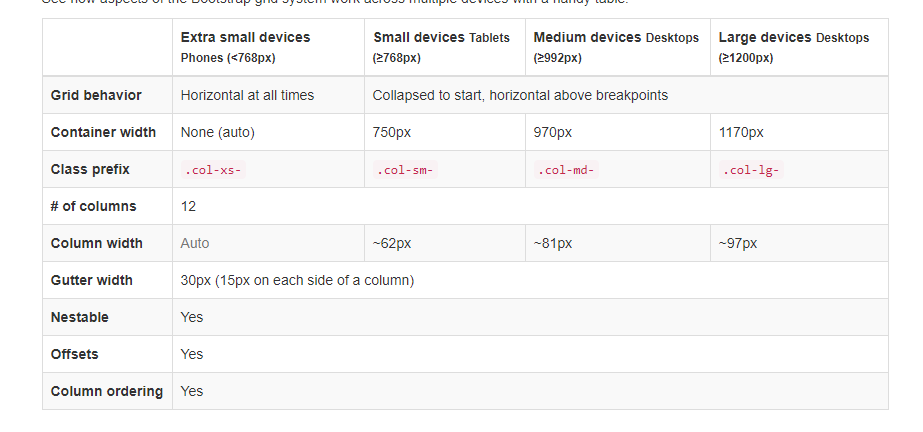 See how aspects of the Bootstrap grid system work across multiple devices with a handy table.
Extra small devices
Phones (<768px)
Small devices Tablets
(≥768px)
Medium devices Desktops
(≥992px)
Large devices Desktops
(≥1200px)
Grid behavior
Horizontal at all times
Collapsed to start, horizontal above breakpoints
Container width
None (auto)
750px
970px
1170px
Class prefix
.col-xs-
.col-sm-
.col-md-
.col-lg-
# of columns
12
Column width
Auto
~62px
~81px
~97px
Gutter width
30px (15px on each side of a column)
Nestable
Yes
Offsets
Yes
Column ordering
Yes